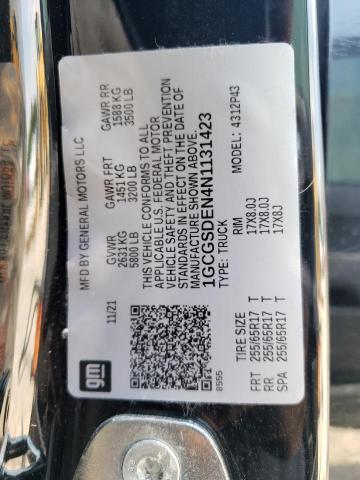 gm
MFD BY GENERAL MOTORS LLC
11/21
GVWR
2631 KG
5800 LB
GAWR FRT
1451 KG
3200 LB
GAWR RR
1588 KG
3500 LB
THIS VEHICLE CONFORMS TO ALL
APPLICABLE U.S. FEDERAL MOTOR
VEHICLE SAFETY AND THEFT PREVENTION
STANDARDS IN EFFECT ON THE DATE OF
MANUFACTURE SHOWN ABOVE.
1GCGSDEN4N1131423
TYPE: TRUCK
MODEL: 4312P43
8555
TIRE SIZE RIM
FRT 255/65R17 T 17X8.0J
RR 255/65R17 T 17X8.0J
SPA 255/65R17 T 17X8J